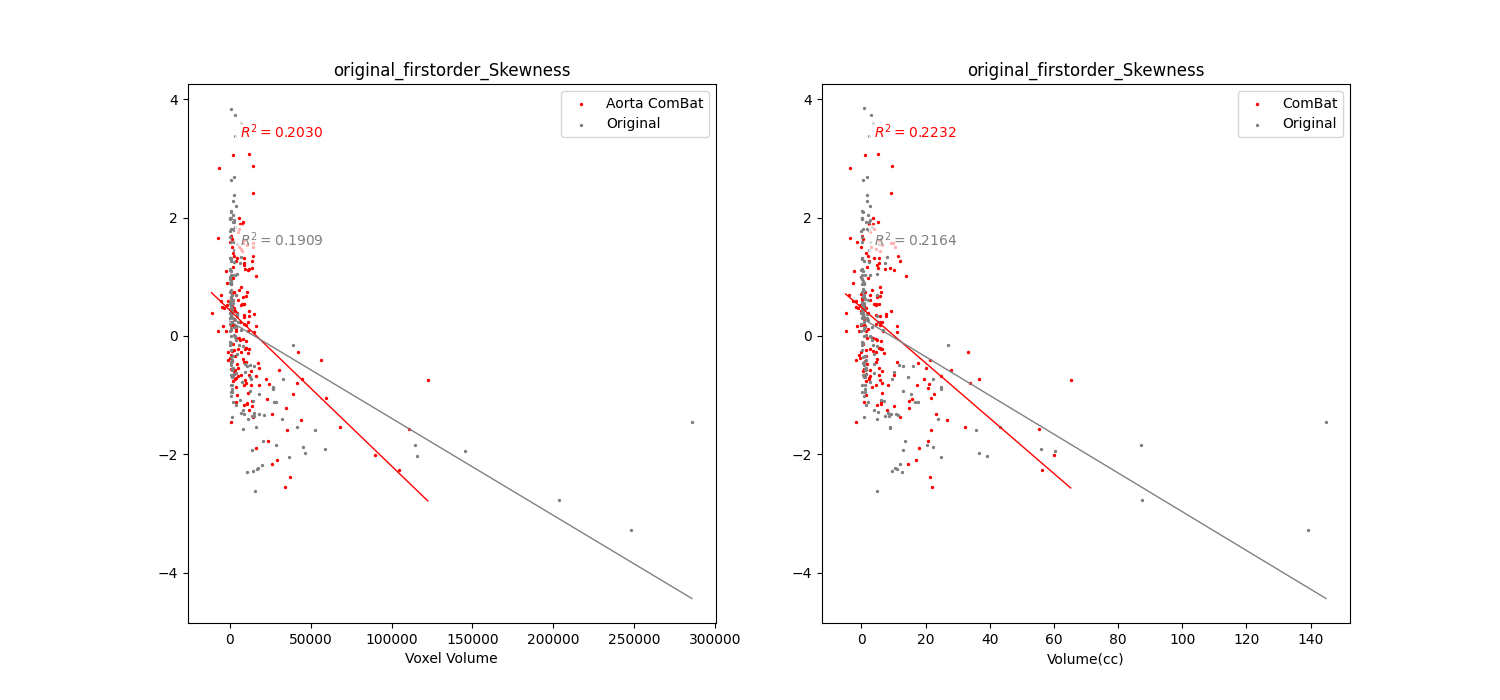 original_firstorder_Skewness
4
2
0
−2
−4
0
50000
100000
150000
200000
250000
300000
Voxel Volume
Aorta ComBat
Original
R² = 0.2030
R² = 0.1909
original_firstorder_Skewness
4
2
0
−2
−4
0
20
40
60
80
100
120
140
Volume(cc)
ComBat
Original
R² = 0.2232
R² = 0.2164